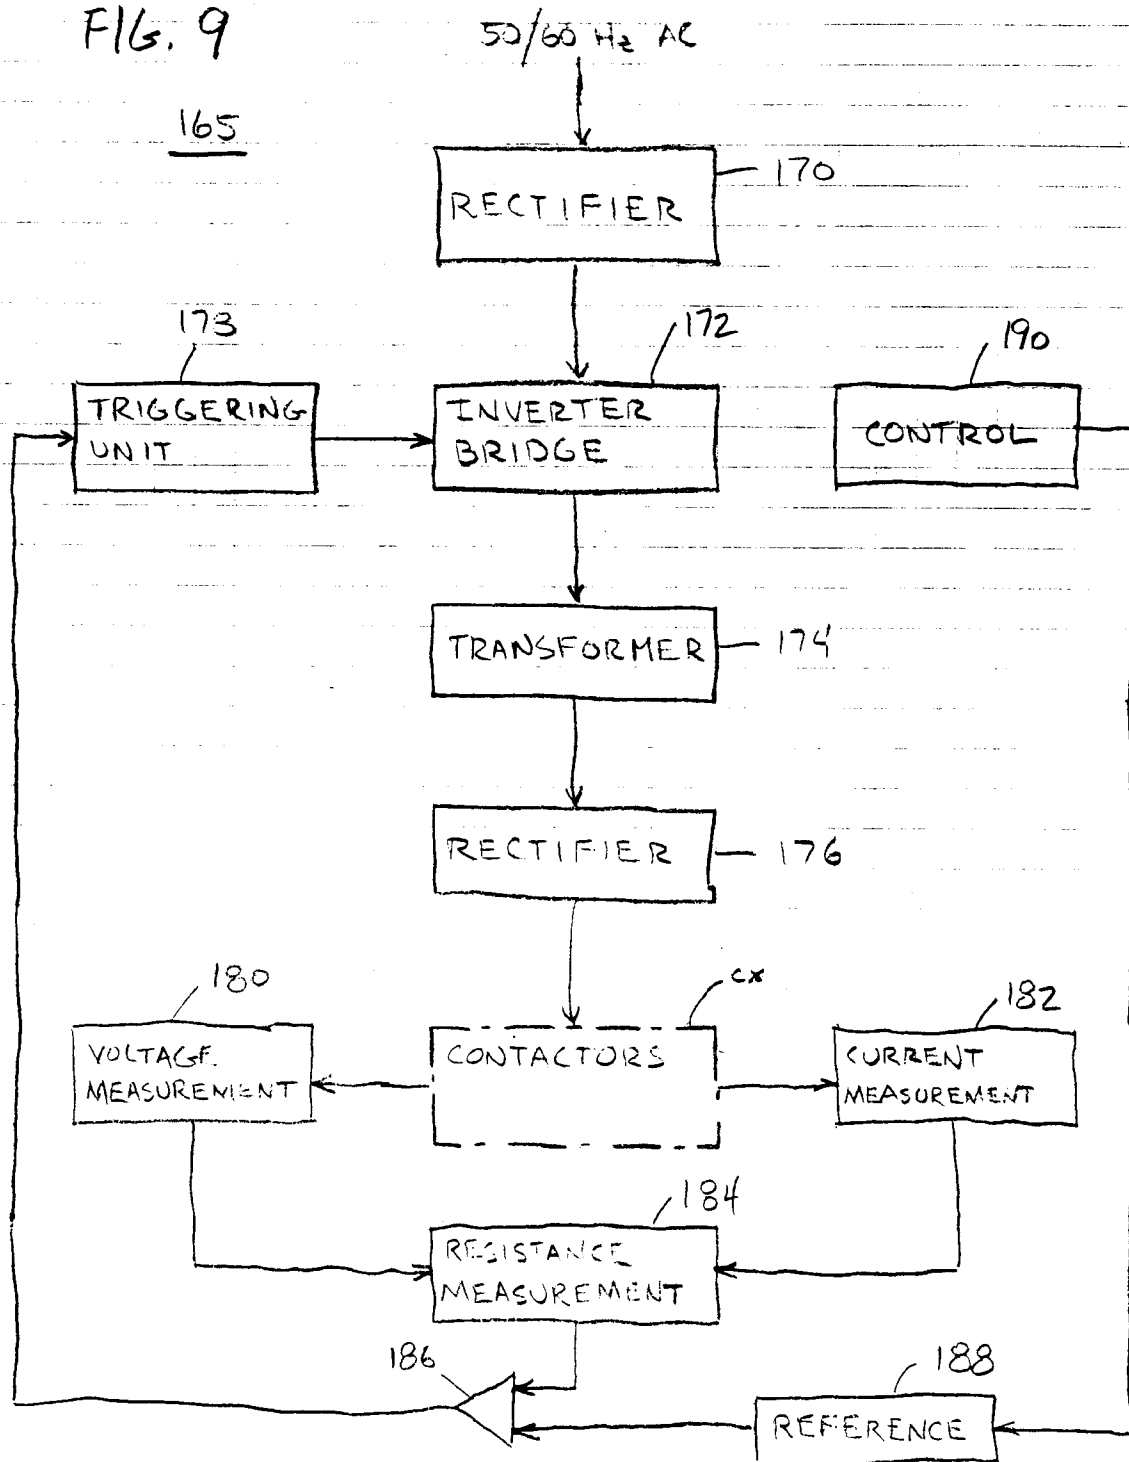 FIG. 9
50/60 Hz AC
165
RECTIFIER
170
173
172
190
TRIGGERING
UNIT
INVERTER
BRIDGE
CONTROL
TRANSFORMER
174
RECTIFIER
176
180
cx
182
VOLTAGE
MEASUREMENT
CONTACTORS
CURRENT
MEASUREMENT
184
RESISTANCE
MEASUREMENT
186
188
REFERENCE